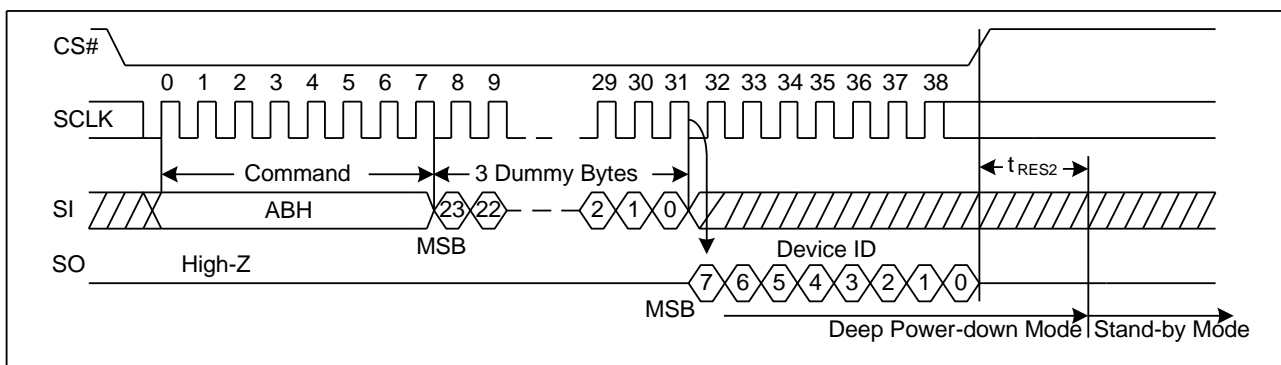 CS#
0 1 2 3 4 5 6 7 8 9 29 30 31 32 33 34 35 36 37 38
SCLK
Command 3 Dummy Bytes tRES2
SI ABH 23 22 2 1 0
MSB Device ID
SO High-Z 7 6 5 4 3 2 1 0
MSB
Deep Power-down Mode Stand-by Mode